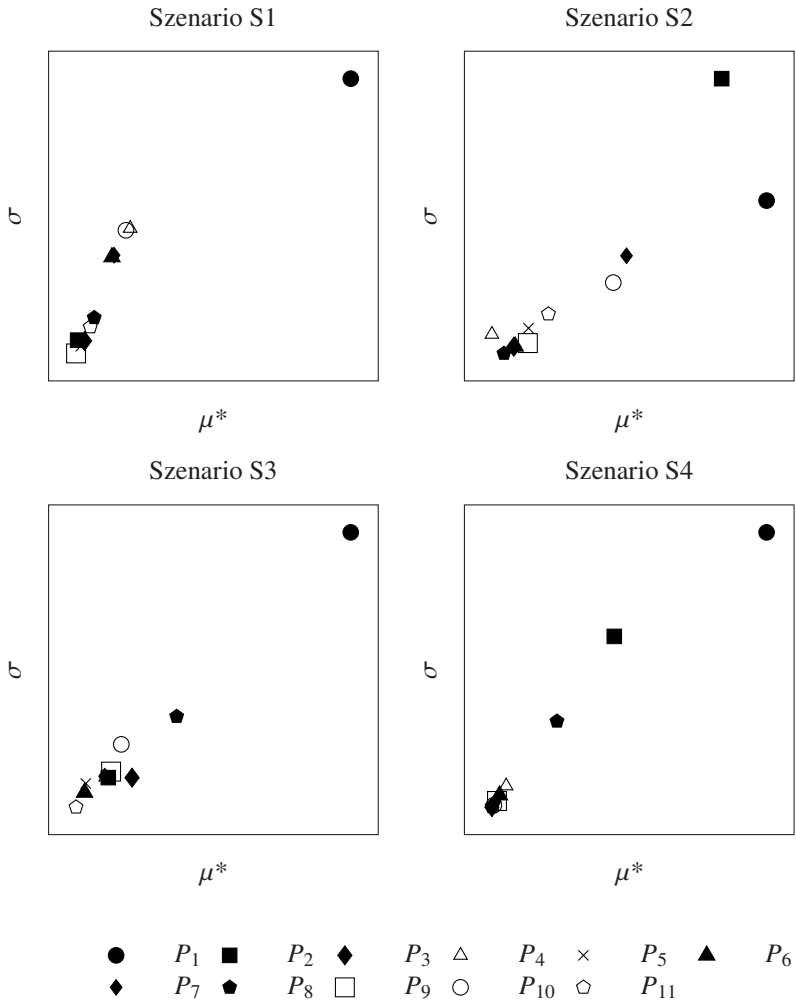 Szenario S1
Szenario S2
σ
σ
μ*
μ*
Szenario S3
Szenario S4
σ
σ
μ*
μ*
P₁ P₂ P₃ P₄ P₅ P₆
P₇ P₈ P₉ P₁₀ P₁₁